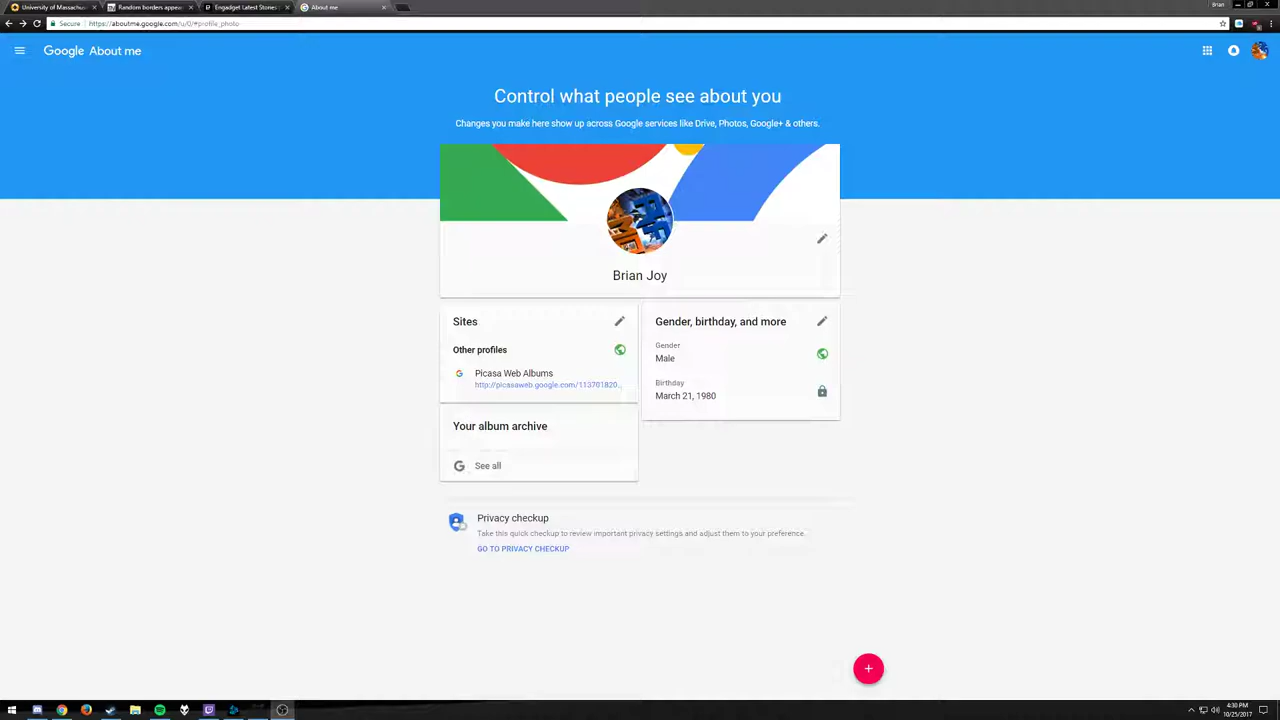 University of Massachus
Random borders appea
Engadget Latest Stories
About me
Brian
Secure
https://aboutme.google.com/u/0/#profile_photo
Google About me
Control what people see about you
Changes you make here show up across Google services like Drive, Photos, Google+ & others.
Brian Joy
Sites
Other profiles
Picasa Web Albums
http://picasaweb.google.com/113701820...
Your album archive
See all
Gender, birthday, and more
Gender
Male
Birthday
March 21, 1980
Privacy checkup
Take this quick checkup to review important privacy settings and adjust them to your preference.
GO TO PRIVACY CHECKUP
4:30 PM
10/25/2017